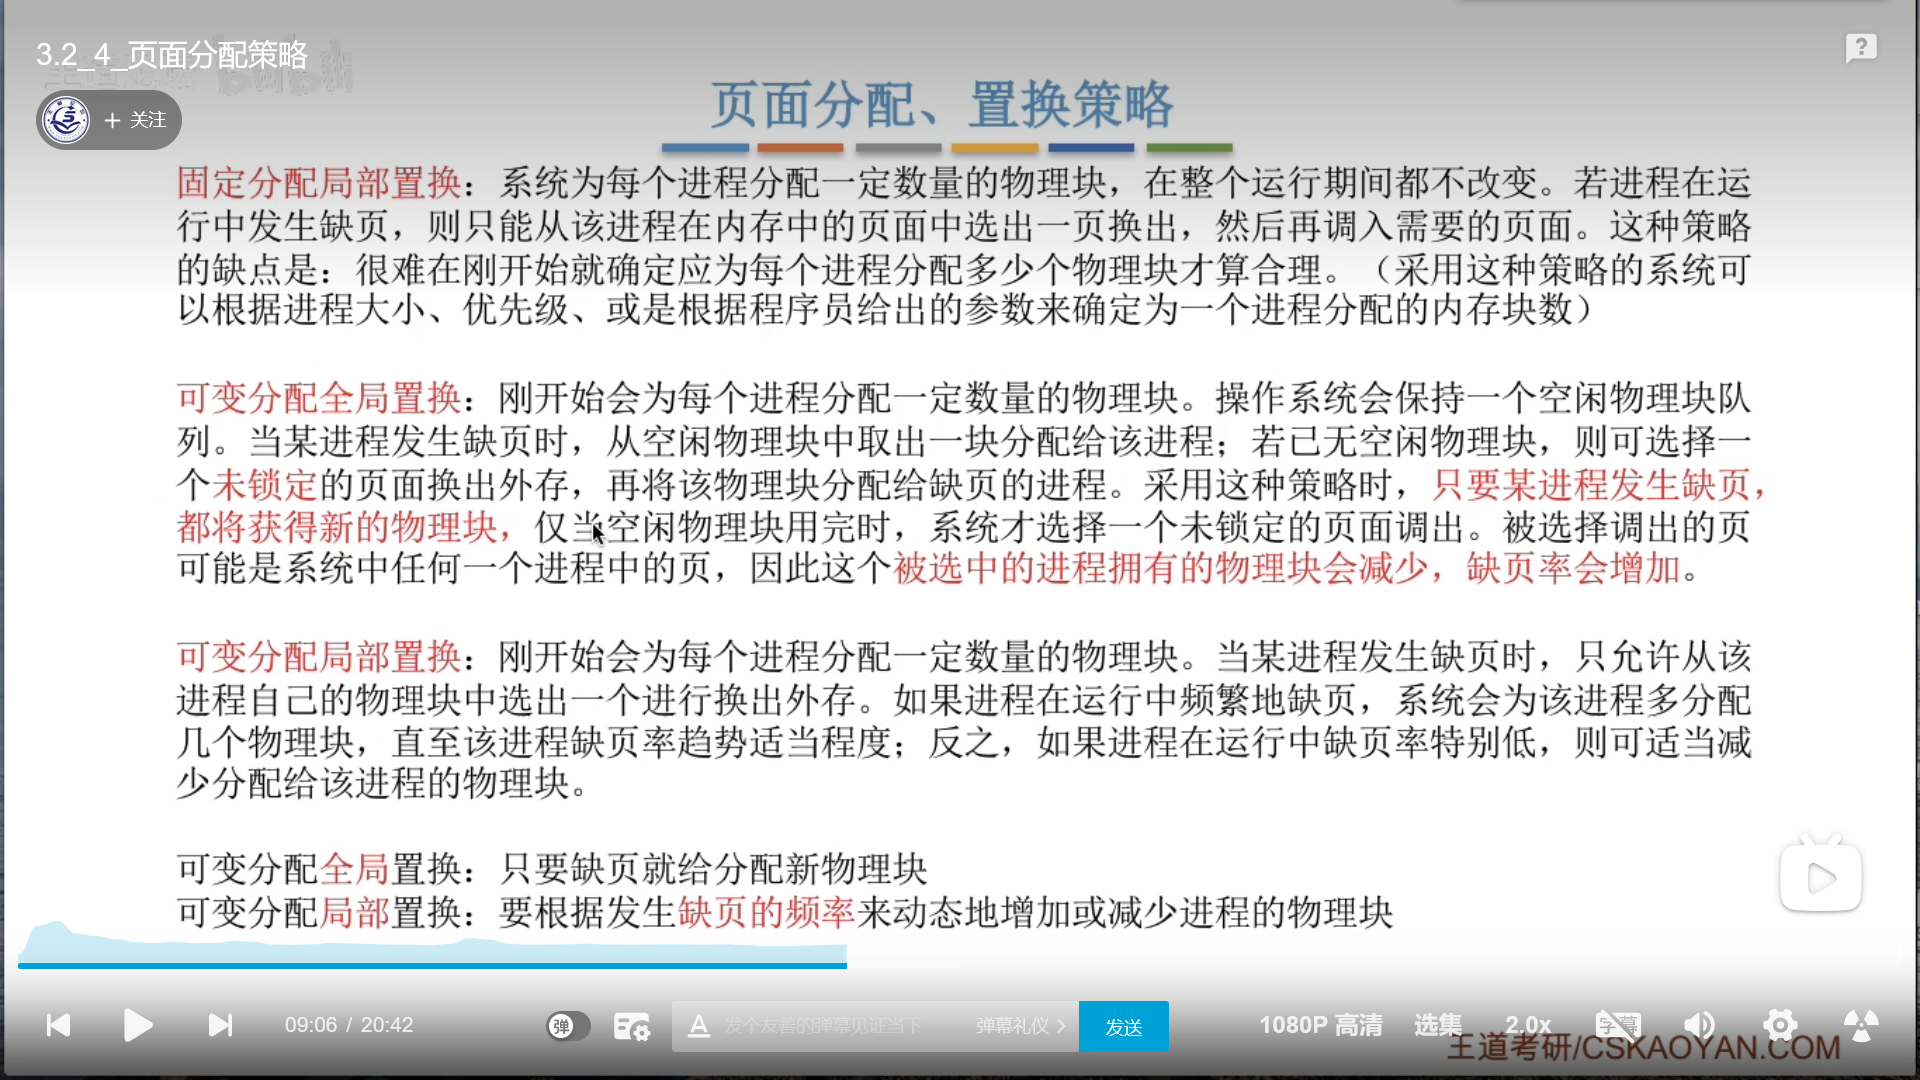 3.2_4_页面分配策略
+ 关注
页面分配、置换策略
固定分配局部置换：系统为每个进程分配一定数量的物理块，在整个运行期间都不改变。若进程在运
行中发生缺页，则只能从该进程在内存中的页面中选出一页换出，然后再调入需要的页面。这种策略
的缺点是：很难在刚开始就确定应为每个进程分配多少个物理块才算合理。（采用这种策略的系统可
以根据进程大小、优先级、或是根据程序员给出的参数来确定为一个进程分配的内存块数）
可变分配全局置换：刚开始会为每个进程分配一定数量的物理块。操作系统会保持一个空闲物理块队
列。当某进程发生缺页时，从空闲物理块中取出一块分配给该进程；若已无空闲物理块，则可选择一
个未锁定的页面换出外存，再将该物理块分配给缺页的进程。采用这种策略时，只要某进程发生缺页，
都将获得新的物理块，仅当空闲物理块用完时，系统才选择一个未锁定的页面调出。被选择调出的页
可能是系统中任何一个进程中的页，因此这个被选中的进程拥有的物理块会减少，缺页率会增加。
可变分配局部置换：刚开始会为每个进程分配一定数量的物理块。当某进程发生缺页时，只允许从该
进程自己的物理块中选出一个进行换出外存。如果进程在运行中频繁地缺页，系统会为该进程多分配
几个物理块，直至该进程缺页率趋势适当程度；反之，如果进程在运行中缺页率特别低，则可适当减
少分配给该进程的物理块。
可变分配全局置换：只要缺页就给分配新物理块
可变分配局部置换：要根据发生缺页的频率来动态地增加或减少进程的物理块
09:06 / 20:42
弹
A 发个友善的弹幕见证当下 弹幕礼仪 > 发送
1080P 高清 选集 2.0x 字幕
王道考研/CSKAOYAN.COM